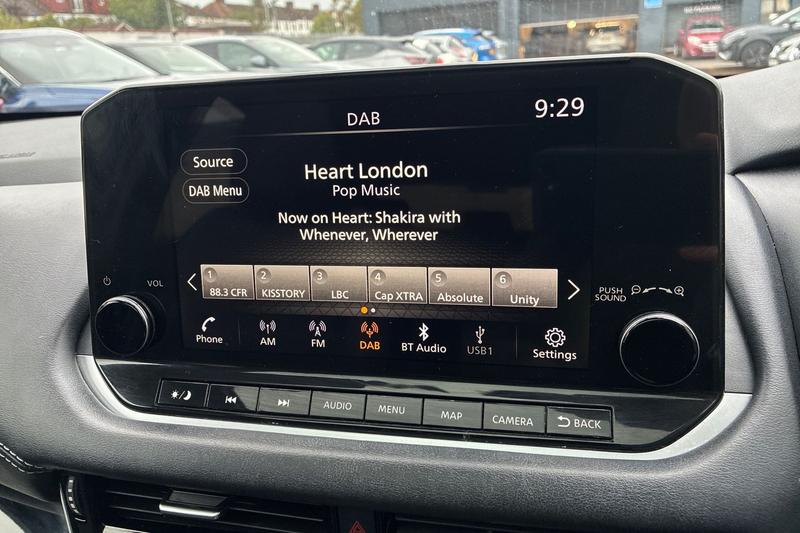 DAB
9:29
Source
DAB Menu
Heart London
Pop Music
Now on Heart: Shakira with
Whenever, Wherever
1 88.3 CFR
2 KISSTORY
3 LBC
4 Cap XTRA
5 Absolute
6 Unity
VOL
PUSH
SOUND
Phone
AM
FM
DAB
BT Audio
USB1
Settings
AUDIO
MENU
MAP
CAMERA
BACK